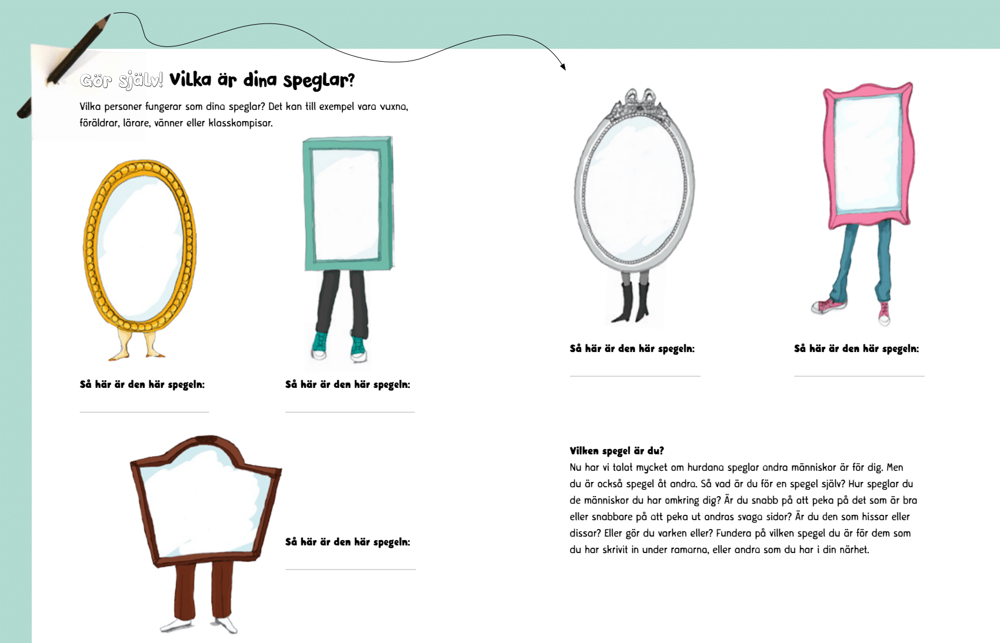 Gör själv! Vilka är dina speglar?
Vilka personer fungerar som dina speglar? Det kan till exempel vara vuxna,
föräldrar, lärare, vänner eller klasskompisar.
Så här är den här spegeln:
Så här är den här spegeln:
Så här är den här spegeln:
Så här är den här spegeln:
Så här är den här spegeln:
Vilken spegel är du?
Nu har vi talat mycket om hurdana speglar andra människor är för dig. Men
du är också spegel åt andra. Så vad är du för en spegel själv? Hur speglar du
de människor du har omkring dig? Är du snabb på att peka på det som är bra
eller snabbare på att peka ut andras svaga sidor? Är du den som hissar eller
dissar? Eller gör du varken eller? Fundera på vilken spegel du är för dem som
du har skrivit in under ramarna, eller andra som du har i din närhet.